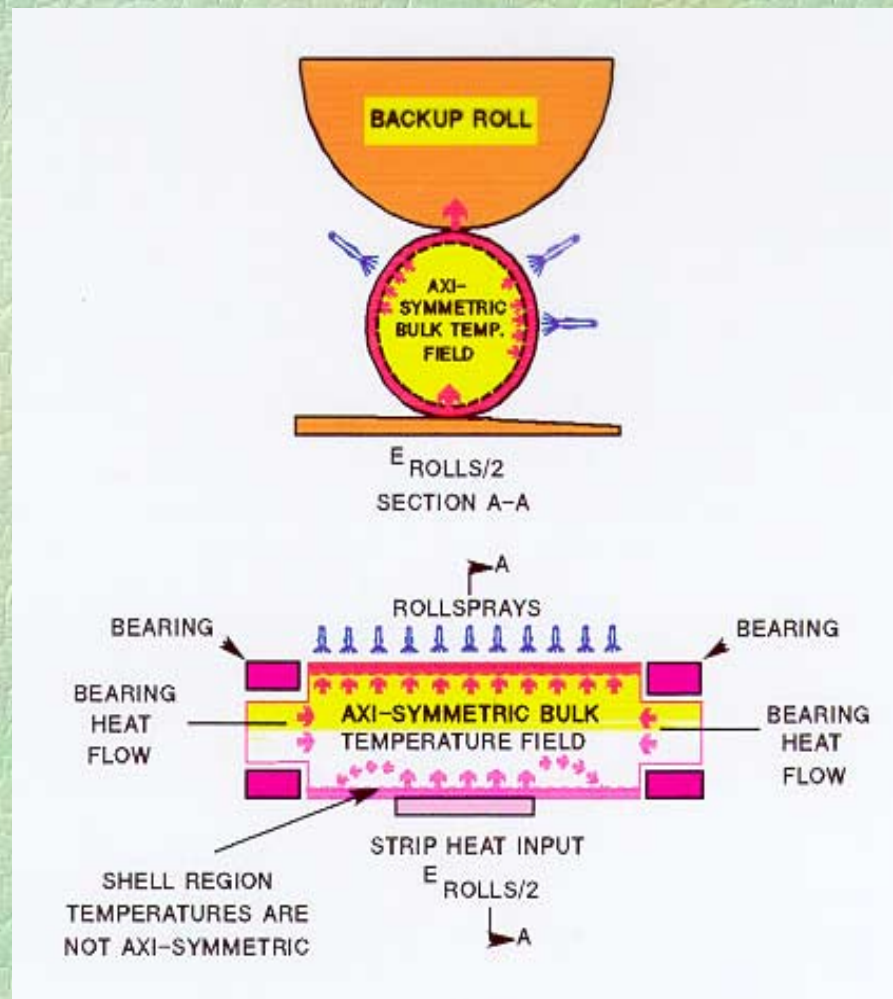 BACKUP ROLL
AXI-
SYMMETRIC
BULK TEMP.
FIELD
E ROLLS/2
SECTION A-A
A
ROLLSPRAYS
BEARING
BEARING
BEARING
HEAT
FLOW
AXI-SYMMETRIC BULK
TEMPERATURE FIELD
BEARING
HEAT
FLOW
STRIP HEAT INPUT
E ROLLS/2
SHELL REGION
TEMPERATURES ARE
NOT AXI-SYMMETRIC
A